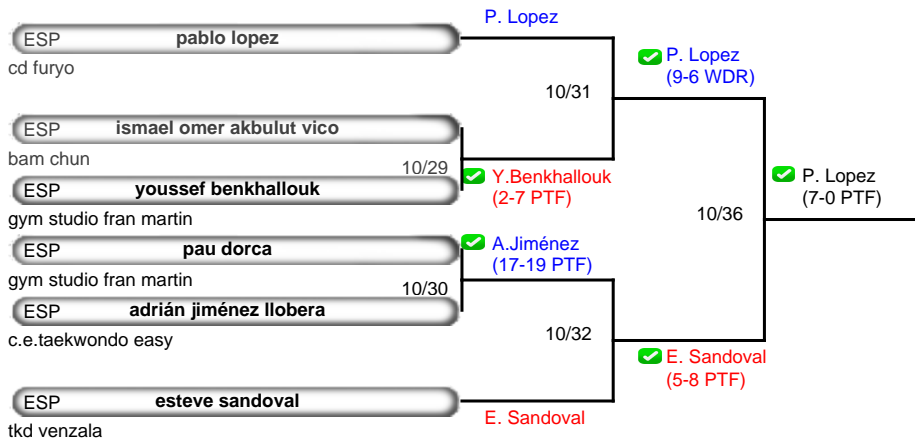 ESP pablo lopez
cd furyo
P. Lopez
10/31
P. Lopez
(9-6 WDR)
ESP ismael omer akbulut vico
bam chun
10/29
ESP youssef benkhallouk
gym studio fran martin
Y.Benkhallouk
(2-7 PTF)
10/36
P. Lopez
(7-0 PTF)
ESP pau dorca
gym studio fran martin
10/30
A.Jiménez
(17-19 PTF)
ESP adrián jiménez llobera
c.e.taekwondo easy
10/32
E. Sandoval
(5-8 PTF)
ESP esteve sandoval
tkd venzala
E. Sandoval